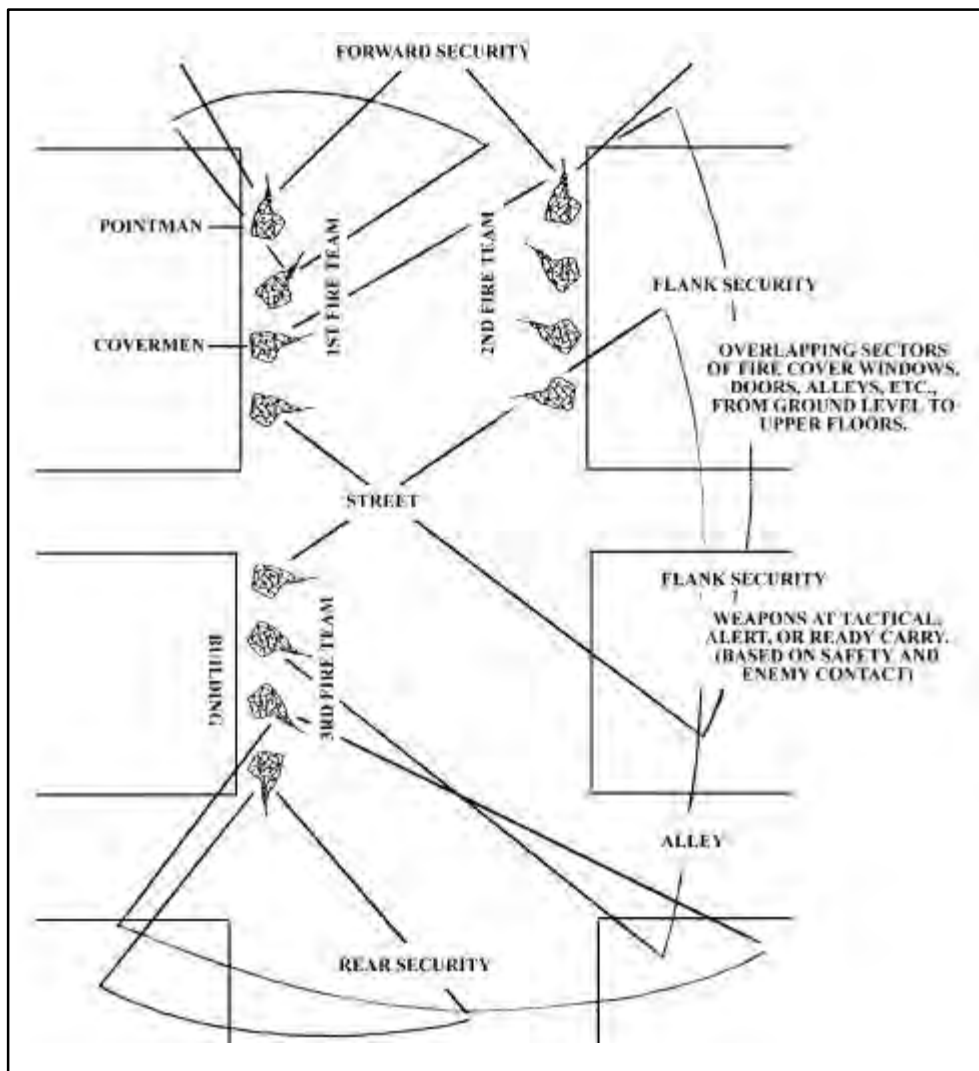 FORWARD SECURITY
POINTMAN
1ST FIRE TEAM
2ND FIRE TEAM
FLANK SECURITY
COVERMEN
OVERLAPPING SECTORS
OF FIRE COVER WINDOWS,
DOORS, ALLEYS, ETC.,
FROM GROUND LEVEL TO
UPPER FLOORS.
STREET
FLANK SECURITY
WEAPONS AT TACTICAL,
ALERT, OR READY CARRY.
(BASED ON SAFETY AND
ENEMY CONTACT)
BUILDING
3RD FIRE TEAM
ALLEY
REAR SECURITY